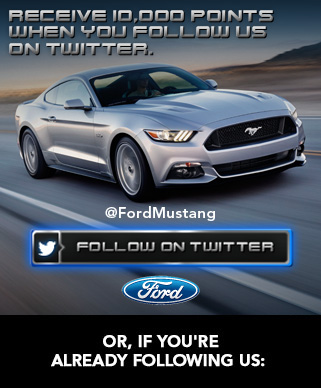 RECEIVE 10,000 POINTS
WHEN YOU FOLLOW US
ON TWITTER.
@FordMustang
FOLLOW ON TWITTER
Ford
OR, IF YOU'RE
ALREADY FOLLOWING US: